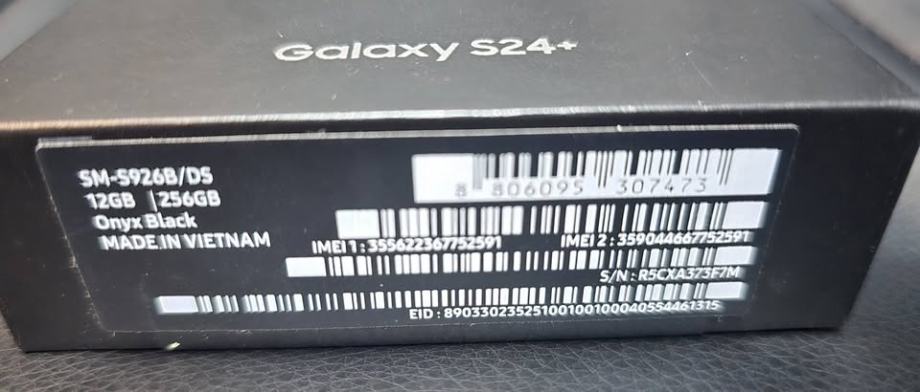 Galaxy S24+
SM-S926B/DS
12GB | 256GB
Onyx Black
MADE IN VIETNAM
8 806095 307473
IMEI 1 : 355622367752591
IMEI 2 : 359044667752591
S/N : R5CXA373F7M
EID : 89033023525100100100040554461315